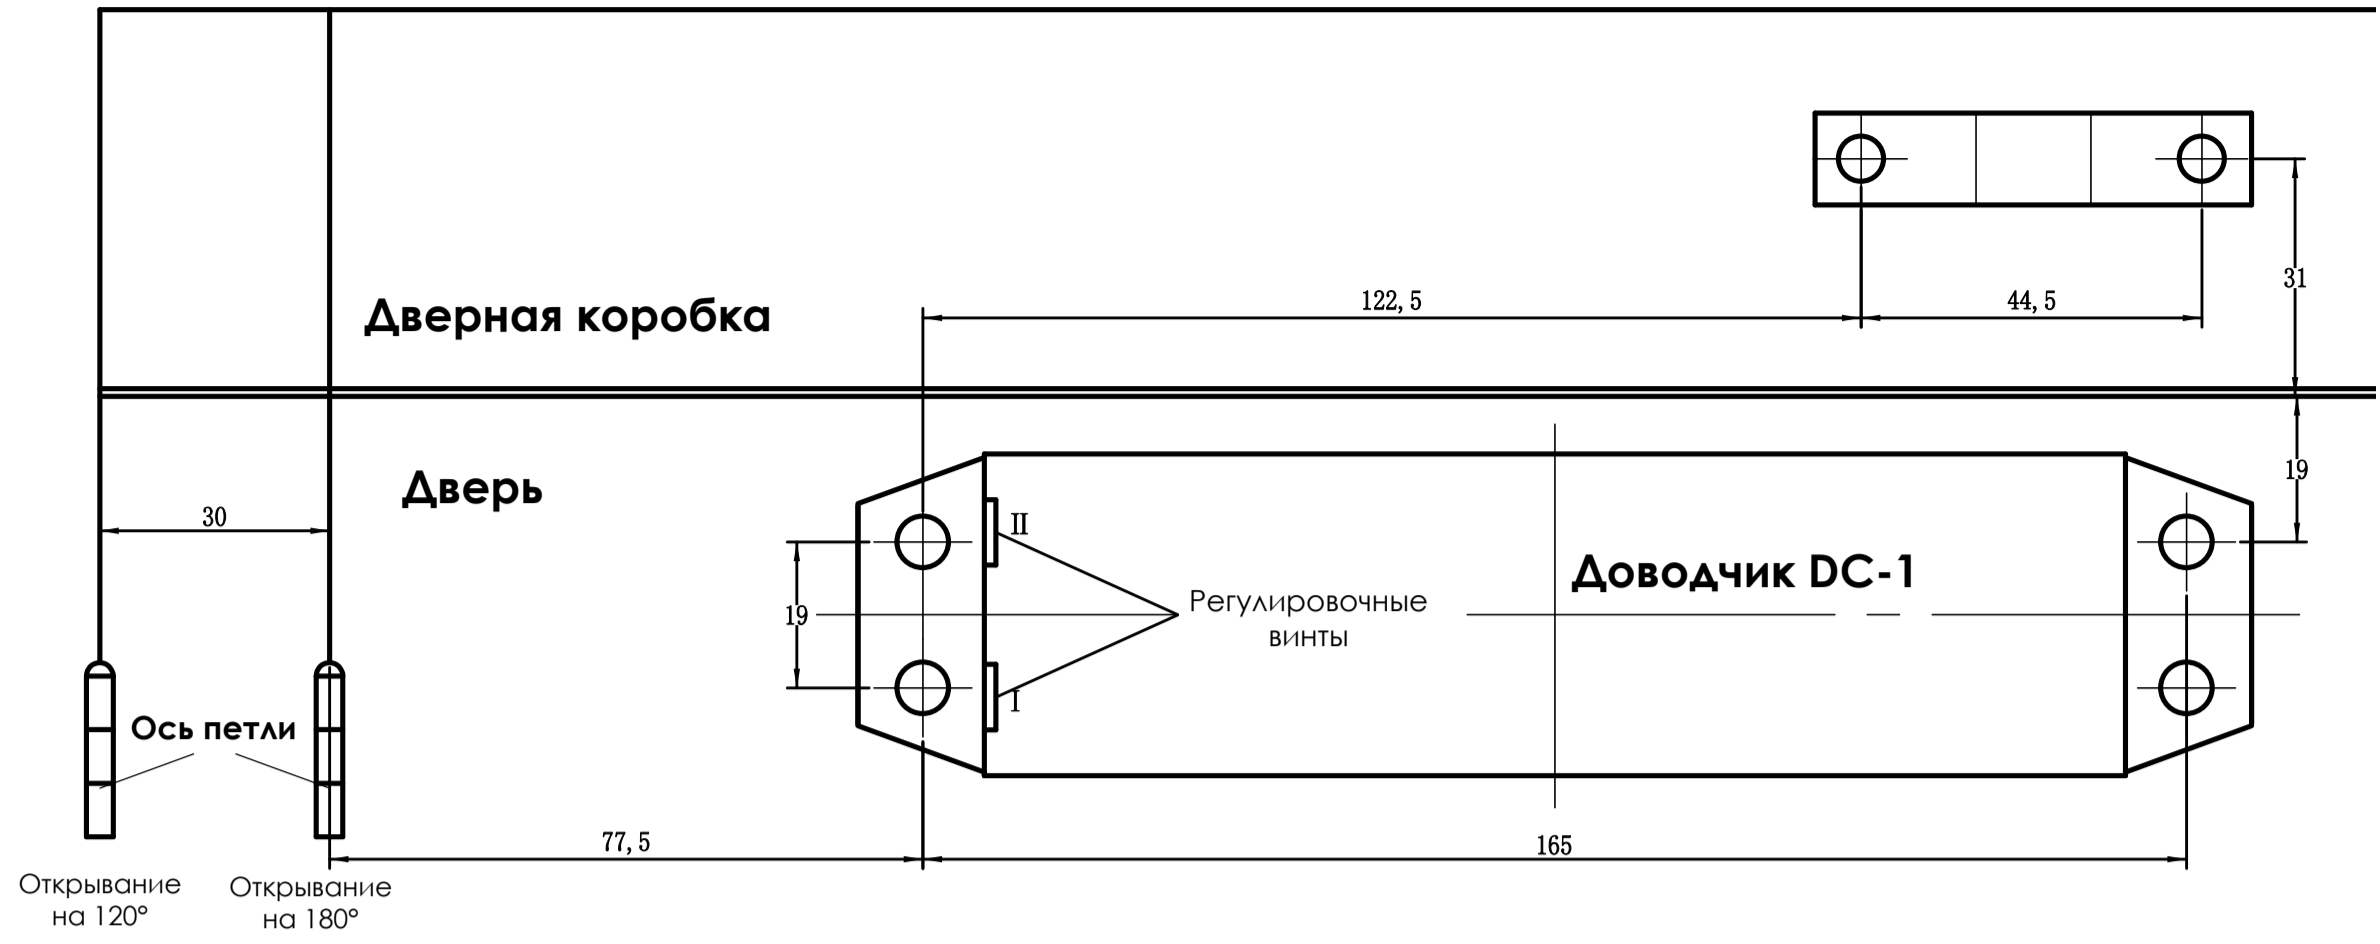 31
122,5
44,5
Дверная коробка
19
Дверь
30
II
Доводчик DC-1
19
Регулировочные
винты
I
Ось петли
77,5
165
Открывание
на 120°
Открывание
на 180°